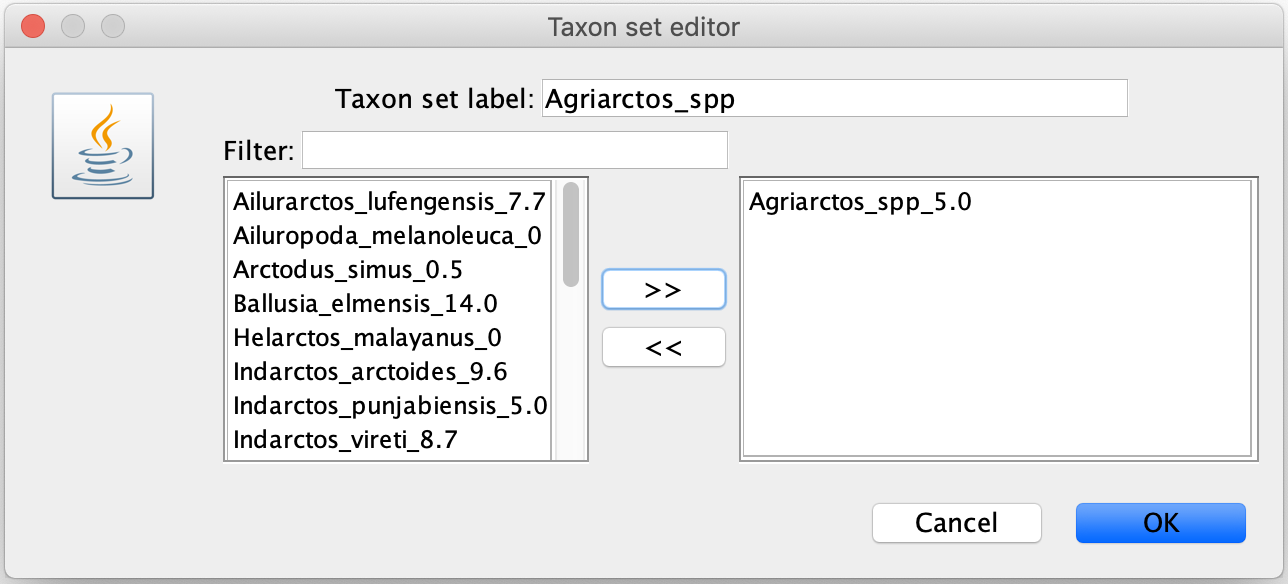 Taxon set editor
Taxon set label: Agriarctos_spp
Filter:
Ailurarctos_lufengensis_7.7
Ailuropoda_melanoleuca_0
Arctodus_simus_0.5
Ballusia_elmensis_14.0
Helarctos_malayanus_0
Indarctos_arctoides_9.6
Indarctos_punjabiensis_5.0
Indarctos_vireti_8.7
>>
<<
Agriarctos_spp_5.0
Cancel
OK